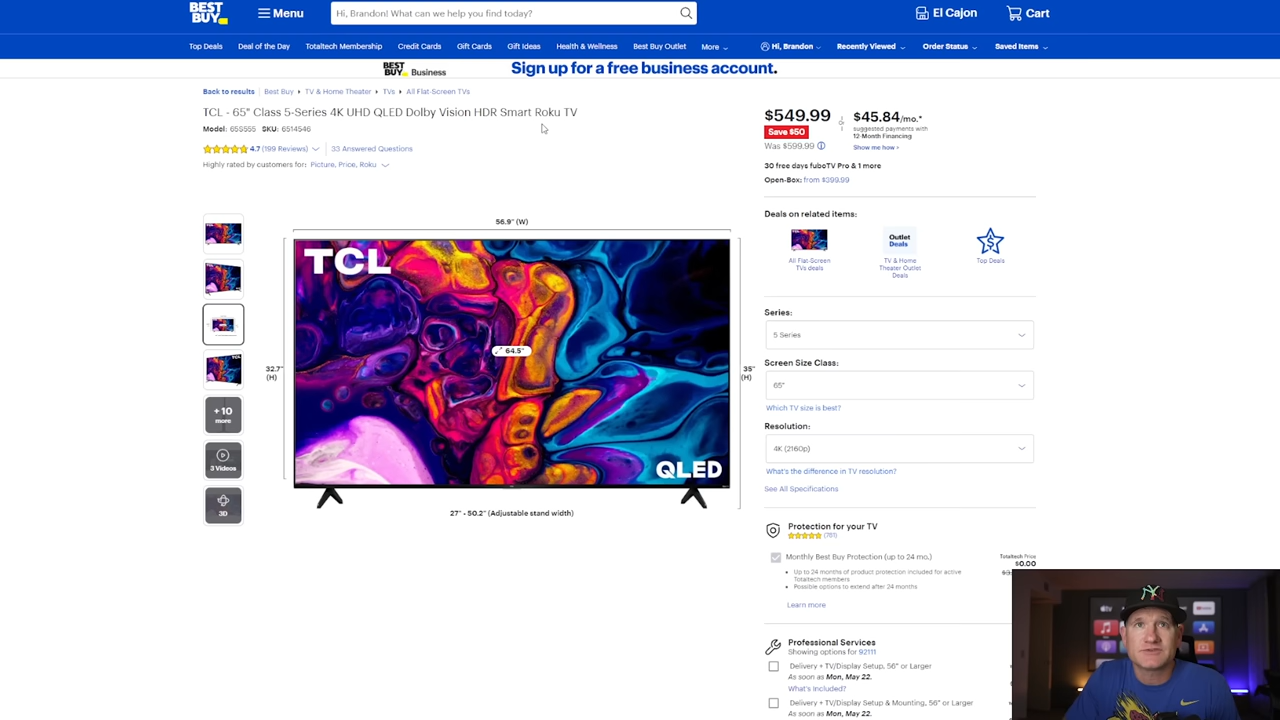 BEST BUY
Menu
Hi, Brandon! What can we help you find today?
El Cajon
Cart
Top Deals
Deal of the Day
Totaltech Membership
Credit Cards
Gift Cards
Gift Ideas
Health & Wellness
Best Buy Outlet
More
Hi, Brandon
Recently Viewed
Order Status
Saved Items
BEST BUY Business
Sign up for a free business account.
Back to results
Best Buy
TV & Home Theater
TVs
All Flat-Screen TVs
TCL - 65" Class 5-Series 4K UHD QLED Dolby Vision HDR Smart Roku TV
Model: 65S555 SKU: 6514546
4.7 (199 Reviews)
33 Answered Questions
Highly rated by customers for: Picture, Price, Roku
+10
more
3 Videos
3D
56.9" (W)
TCL
64.5"
32.7"
(H)
35"
(H)
QLED
27" - 50.2" (Adjustable stand width)
$549.99
Save $50
Was $599.99
or
$45.84/mo.*
suggested payments with
12-Month Financing
Show me how >
30 free days fuboTV Pro & 1 more
Open-Box: from $399.99
Deals on related items:
Outlet
Deals
All Flat-Screen
TVs deals
TV & Home
Theater Outlet
Deals
Top Deals
Series:
5 Series
Screen Size Class:
65"
Which TV size is best?
Resolution:
4K (2160p)
What's the difference in TV resolution?
See All Specifications
Protection for your TV
(761)
Monthly Best Buy Protection (up to 24 mo.)
Totaltech Price
$0.00
• Up to 24 months of product protection included for active
Totaltech members
• Possible options to extend after 24 months
Learn more
Professional Services
Showing options for 92111
Delivery + TV/Display Setup, 56" or Larger
As soon as Mon, May 22.
What's Included?
Delivery + TV/Display Setup & Mounting, 56" or Larger
As soon as Mon, May 22.